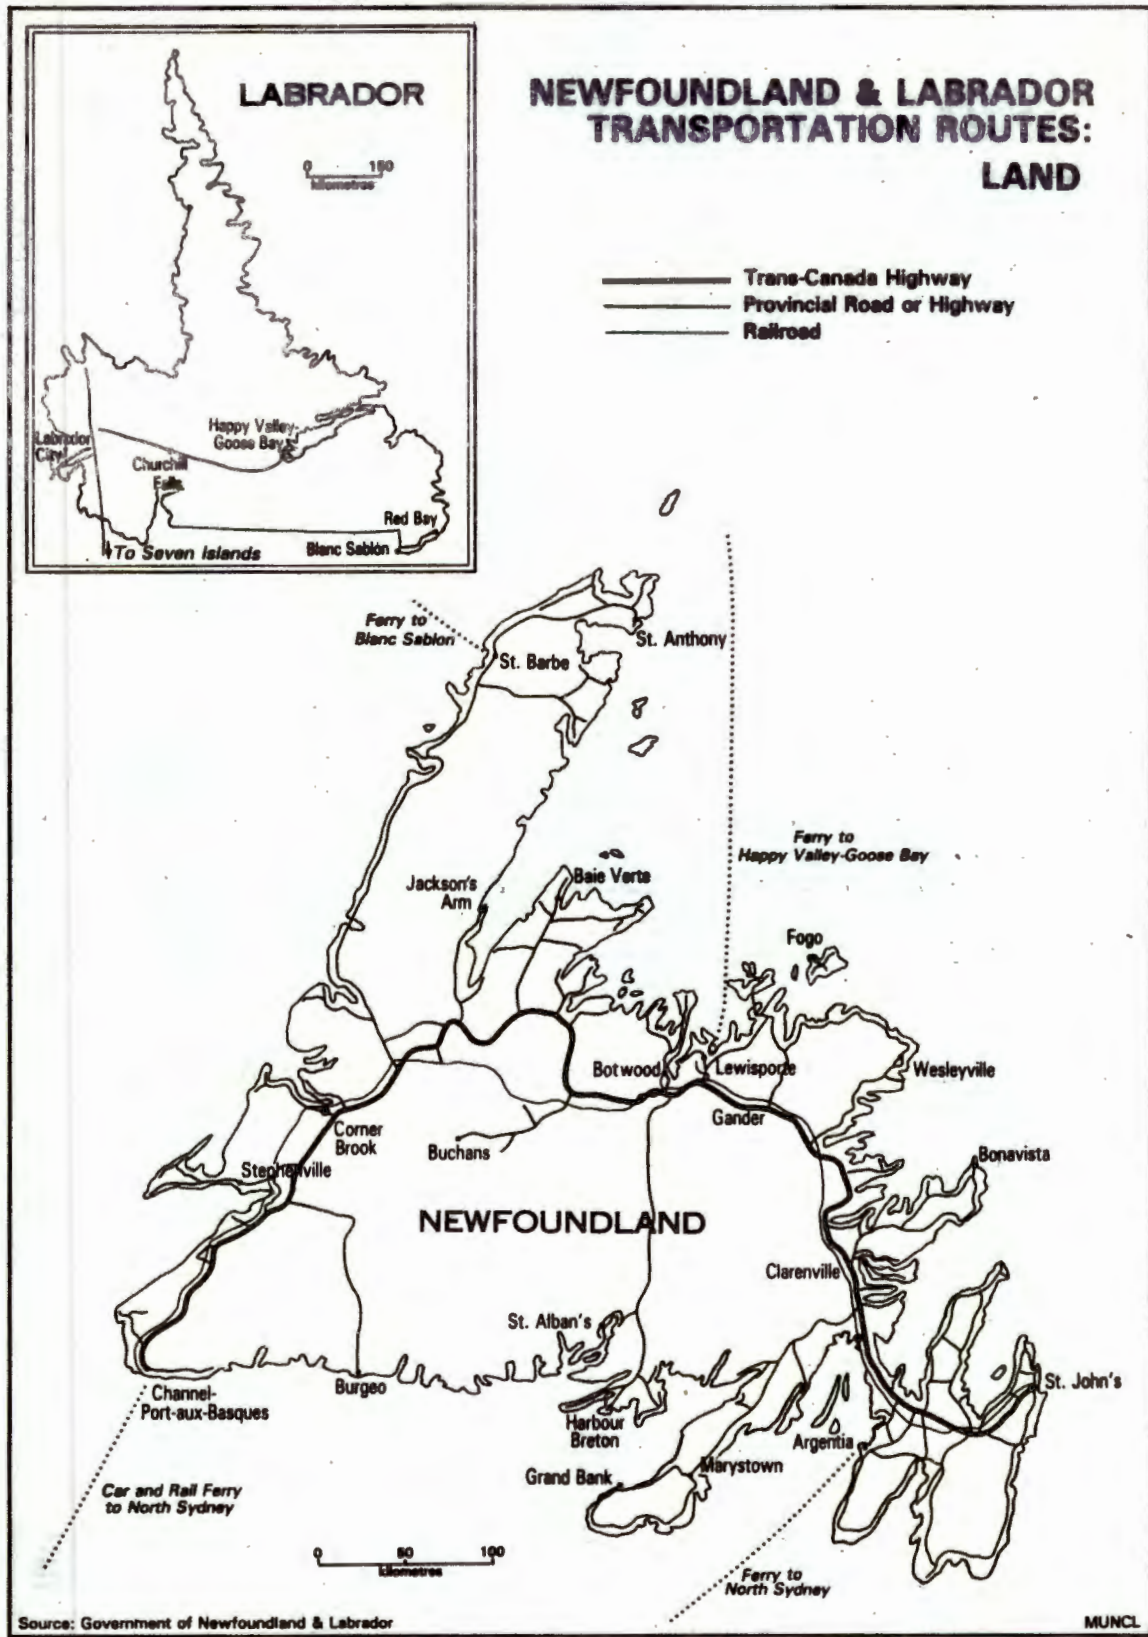 LABRADOR
0 150
kilometres
Labrador
City
Happy Valley-
Goose Bay
Churchill
Falls
Red Bay
Blanc Sablon
To Seven Islands
NEWFOUNDLAND & LABRADOR
TRANSPORTATION ROUTES:
LAND
Trans-Canada Highway
Provincial Road or Highway
Railroad
Ferry to
Blanc Sablon
St. Anthony
St. Barbe
Ferry to
Happy Valley-Goose Bay
Jackson's
Arm
Baie Verte
Fogo
Botwood
Lewisporte
Wesleyville
Gander
Corner
Brook
Buchans
Bonavista
Stephenville
NEWFOUNDLAND
Clarenville
St. Alban's
Channel-
Port-aux-Basques
Burgeo
Harbour
Breton
St. John's
Argentia
Marystown
Grand Bank
Car and Rail Ferry
to North Sydney
0 50 100
kilometres
Ferry to
North Sydney
Source: Government of Newfoundland & Labrador
MUNCL